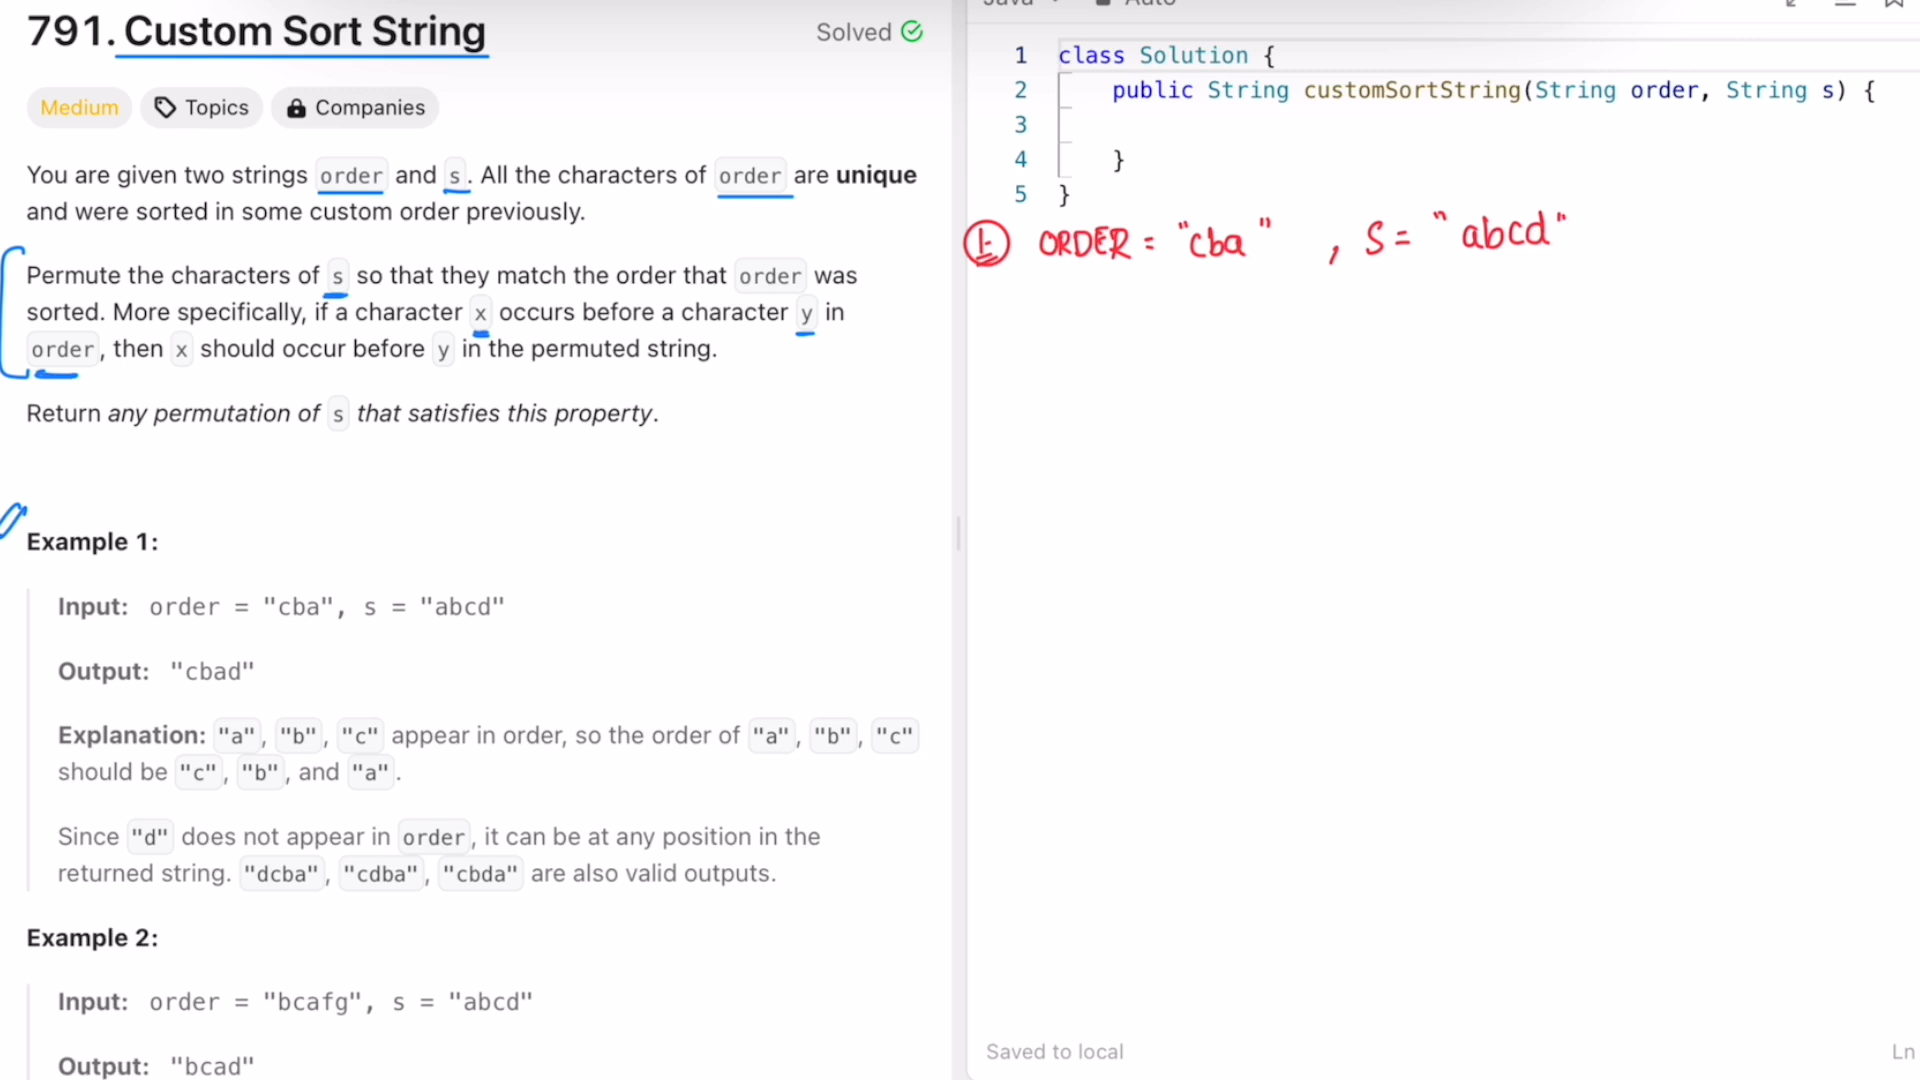 791. Custom Sort String
Solved
Medium Topics Companies
You are given two strings order and s. All the characters of order are unique
and were sorted in some custom order previously.
Permute the characters of s so that they match the order that order was
sorted. More specifically, if a character x occurs before a character y in
order, then x should occur before y in the permuted string.
Return any permutation of s that satisfies this property.
Example 1:
Input: order = "cba", s = "abcd"
Output: "cbad"
Explanation: "a", "b", "c" appear in order, so the order of "a", "b", "c"
should be "c", "b", and "a".
Since "d" does not appear in order, it can be at any position in the
returned string. "dcba", "cdba", "cbda" are also valid outputs.
Example 2:
Input: order = "bcafg", s = "abcd"
Output: "bcad"
Java Auto
1 class Solution {
2 public String customSortString(String order, String s) {
3
4 }
5 }
ORDER = "cba" , S = "abcd"
Saved to local
Ln